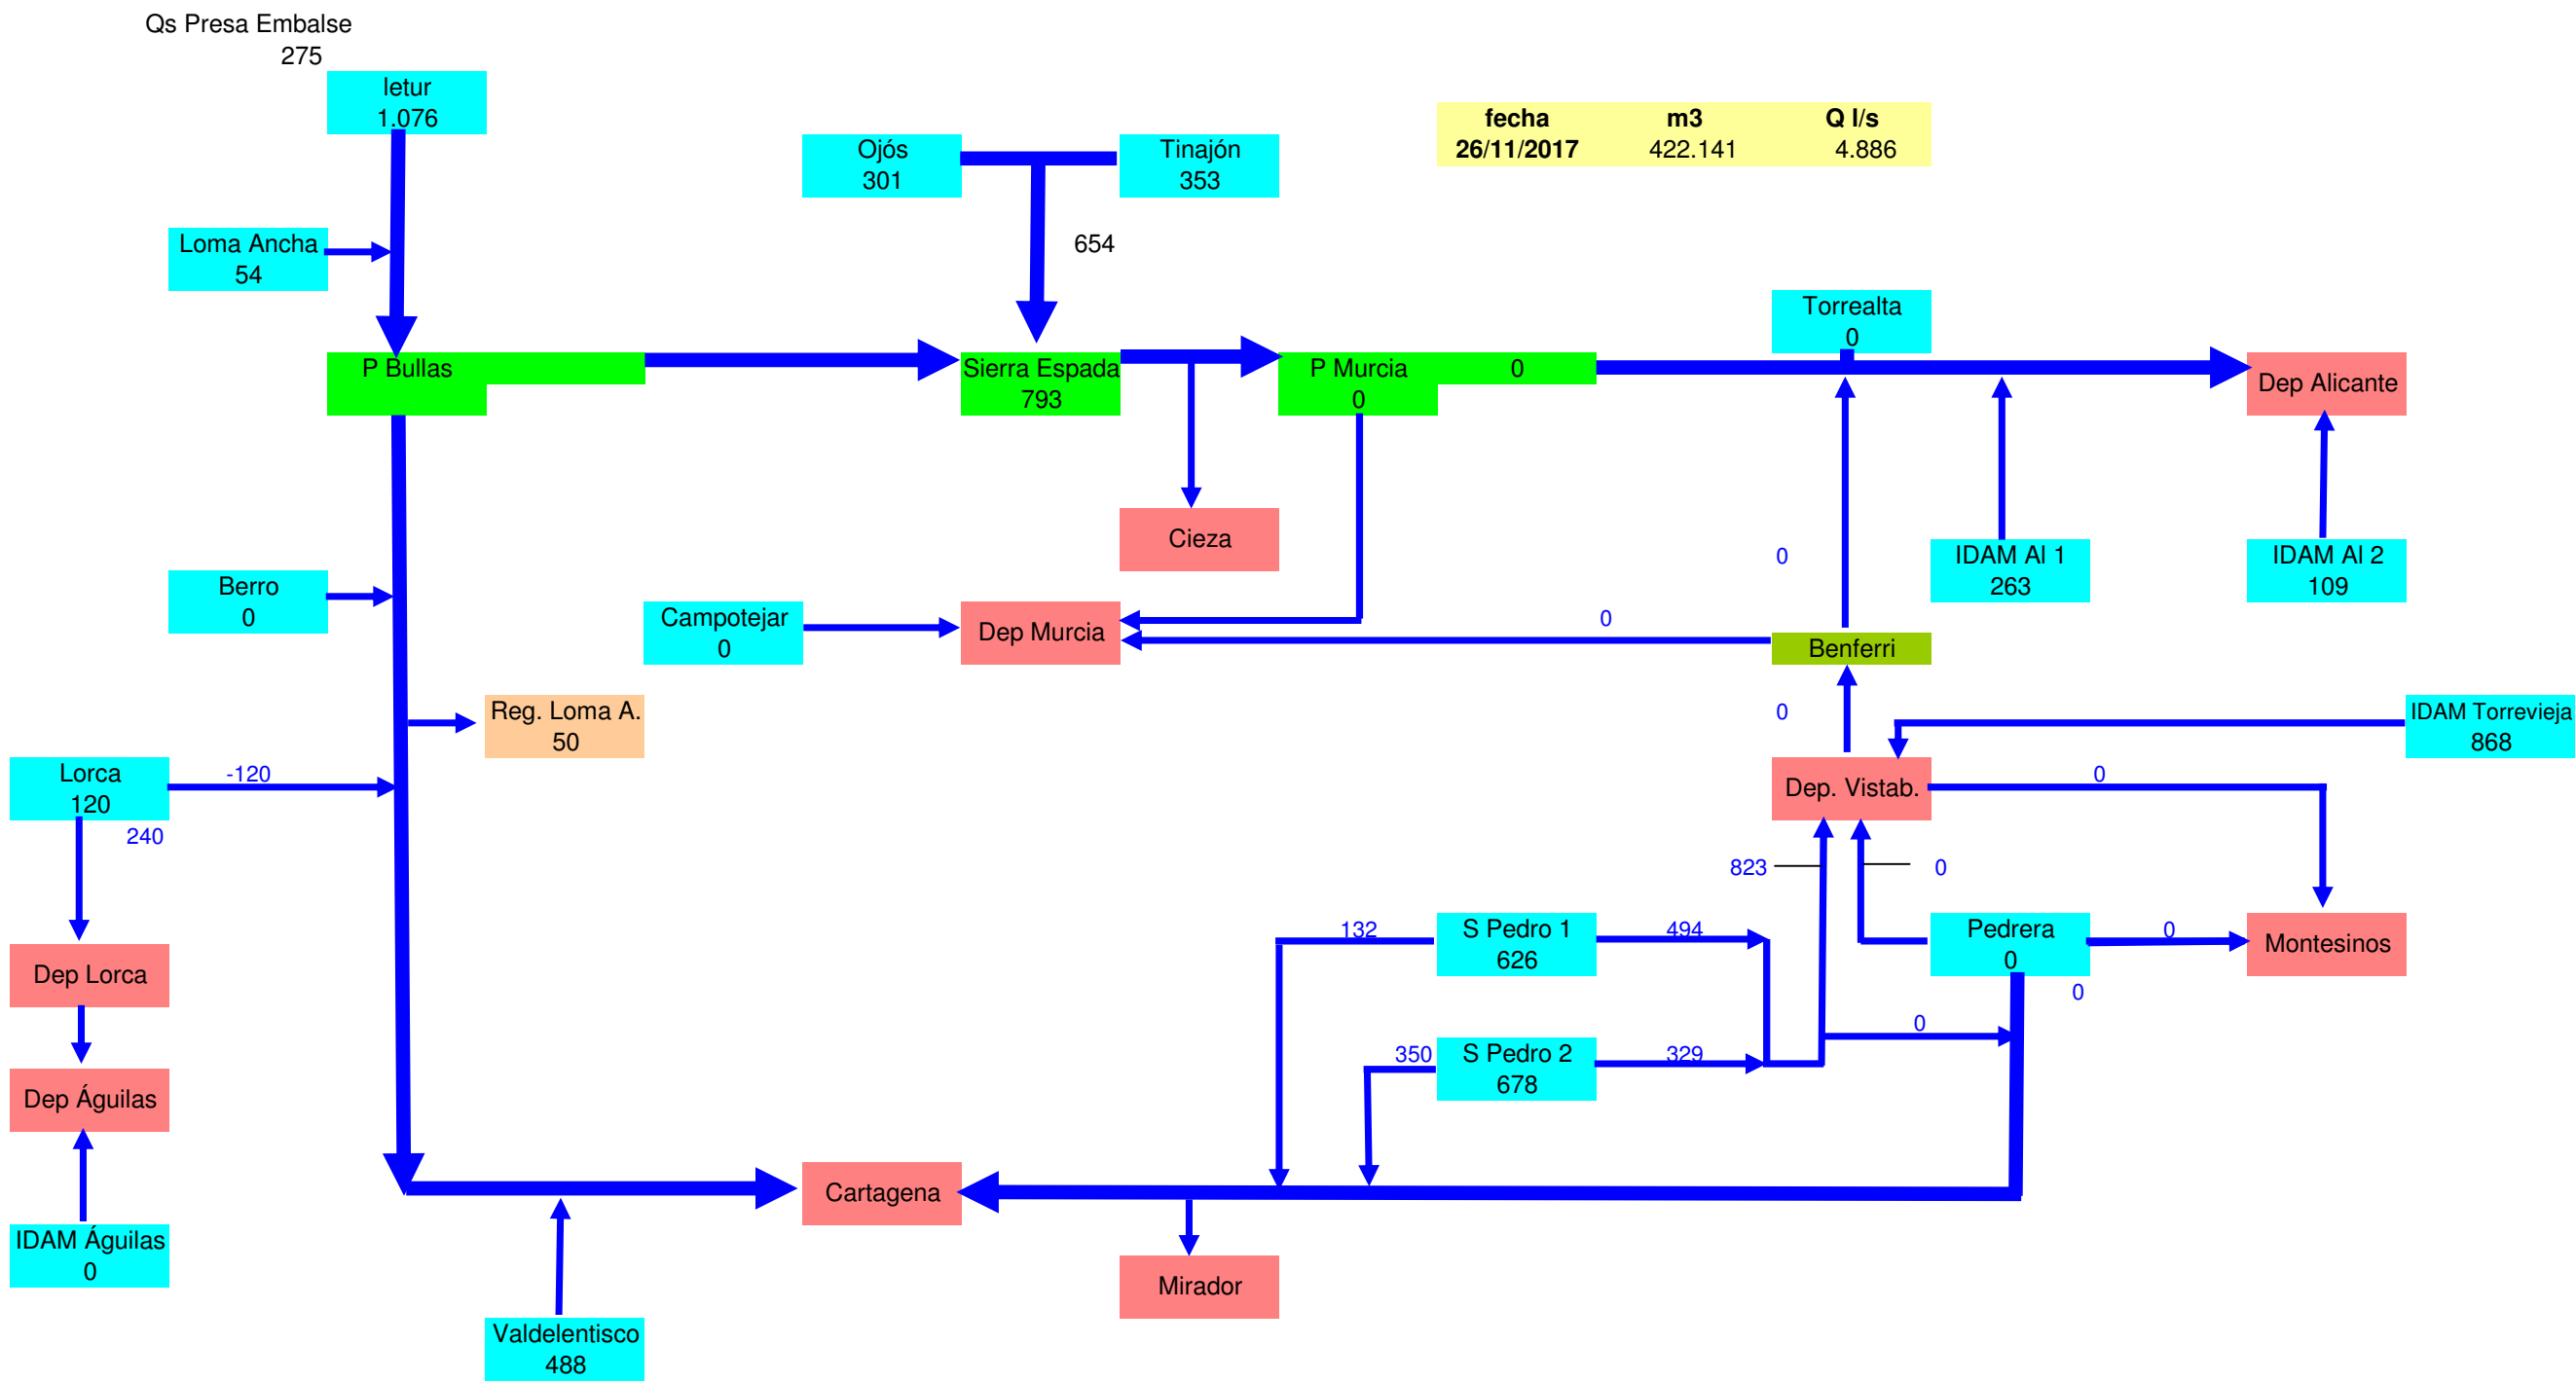 Qs Presa Embalse
275
letur
1.076
fecha m3 Q l/s
26/11/2017 422.141 4.886
Ojós
301
Tinajón
353
Loma Ancha
54
654
Torrealta
0
P Bullas
Sierra Espada
793
P Murcia 0
0
Dep Alicante
Cieza
IDAM Al 1
263
IDAM Al 2
109
0
Berro
0
Campotejar
0
Dep Murcia
0
Benferri
Reg. Loma A.
50
0
IDAM Torrevieja
868
Lorca
120
-120
240
Dep. Vistab.
0
823
0
Dep Lorca
132
S Pedro 1
626
494
Pedrera
0
0
0
Montesinos
Dep Águilas
350
S Pedro 2
678
329
0
Cartagena
IDAM Águilas
0
Mirador
Valdelentisco
488